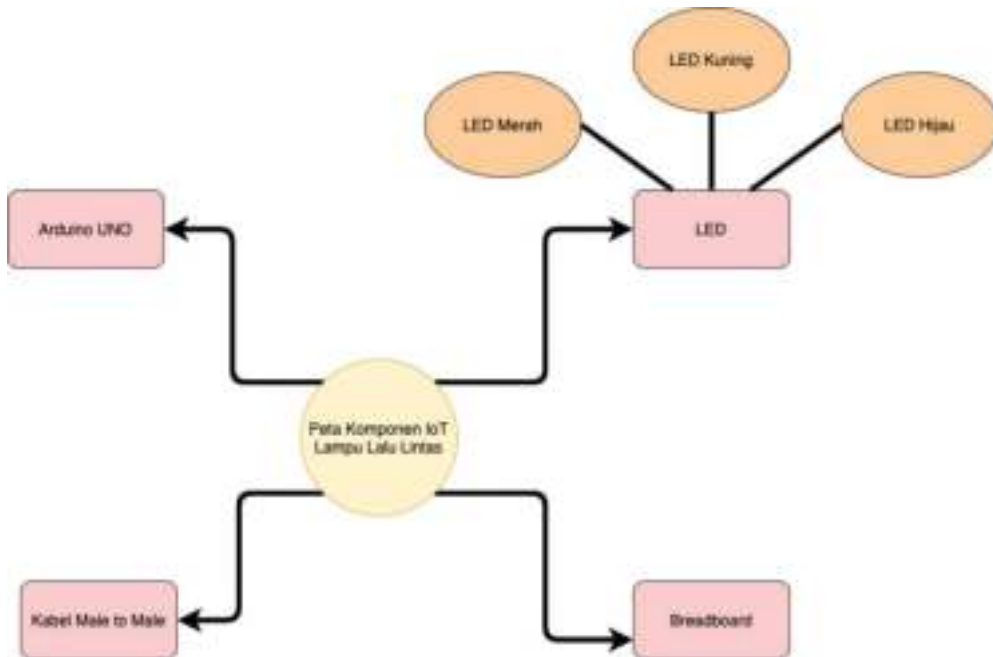 LED Kuning
LED Merah
LED Hijau
Arduino UNO
LED
Peta Komponen IoT
Lampu Lalu Lintas
Kabel Male to Male
Breadboard